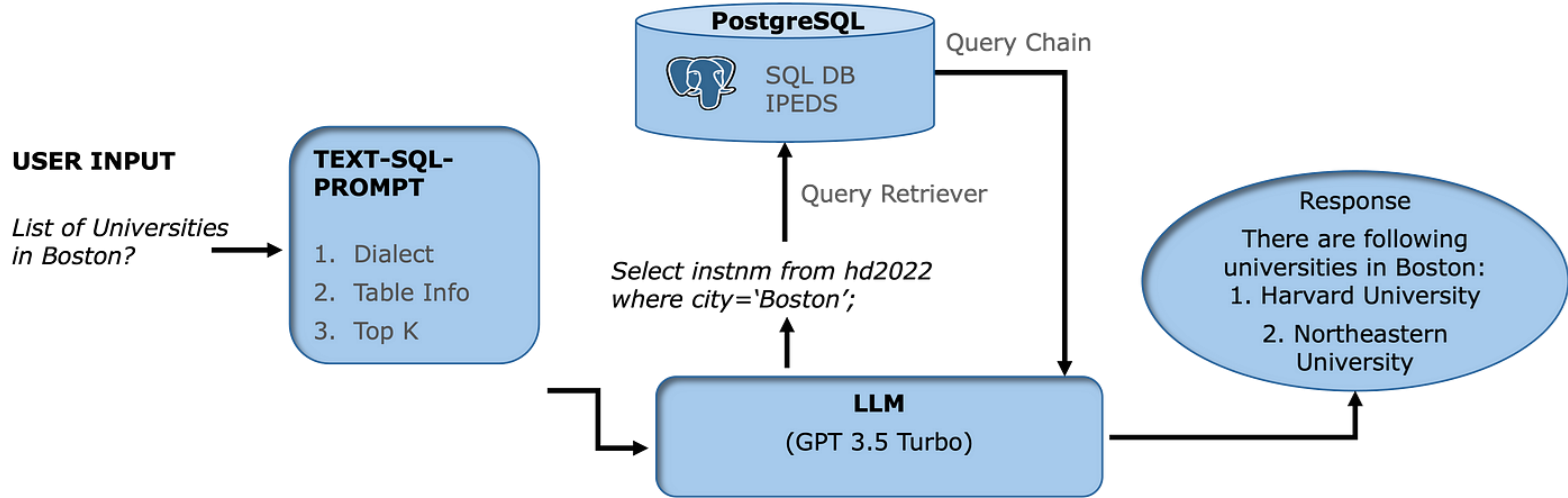 USER INPUT
List of Universities
in Boston?
TEXT-SQL-
PROMPT
1. Dialect
2. Table Info
3. Top K
PostgreSQL
SQL DB
IPEDS
Query Chain
Query Retriever
Select instnm from hd2022
where city=‘Boston’;
LLM
(GPT 3.5 Turbo)
Response
There are following
universities in Boston:
1. Harvard University
2. Northeastern
University